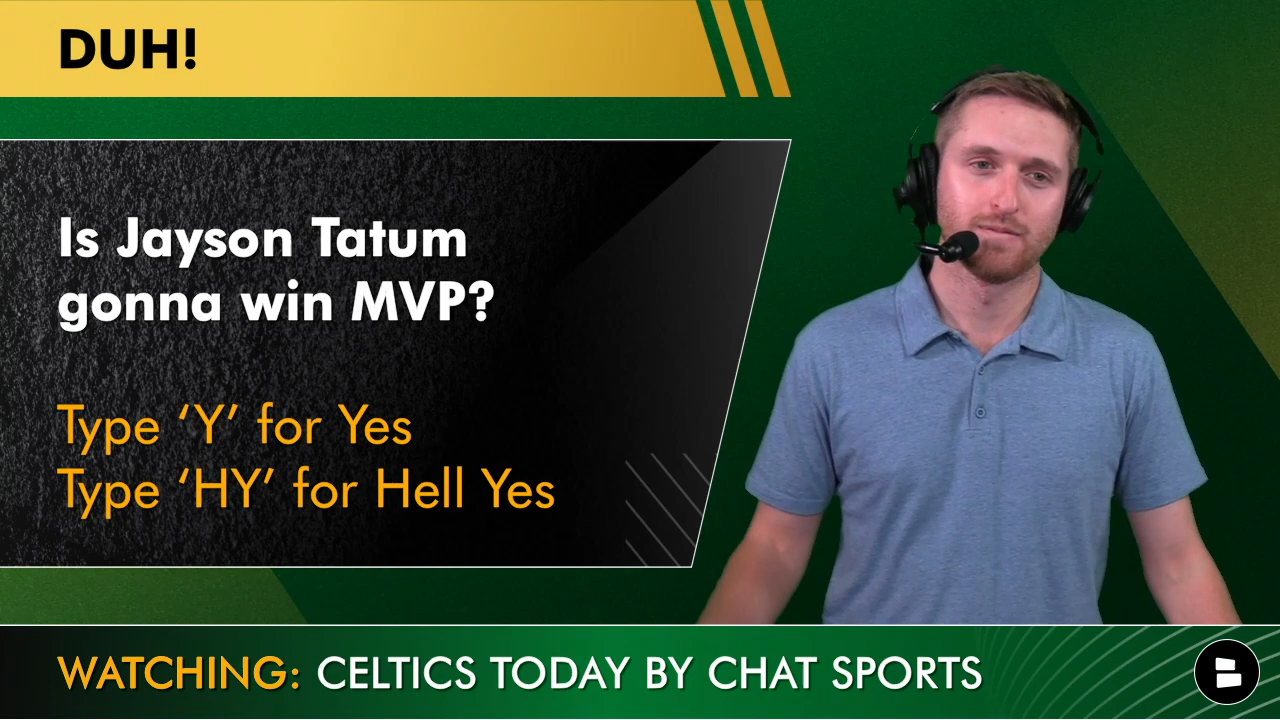 DUH!
Is Jayson Tatum
gonna win MVP?
Type ‘Y’ for Yes
Type ‘HY’ for Hell Yes
WATCHING: CELTICS TODAY BY CHAT SPORTS